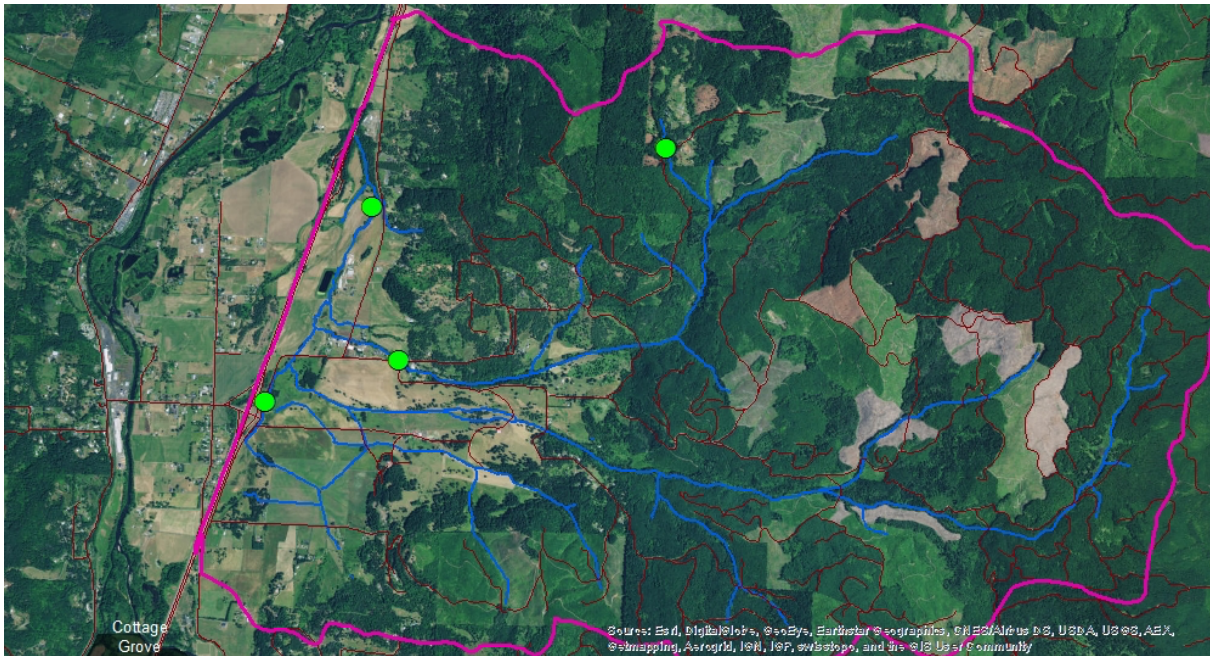 Cottage
Grove
Source: Esri, DigitalGlobe, GeoEye, Earthstar Geographics, CNES/Airbus DS, USDA, USGS, AEX,
Getmapping, Aerogrid, IGN, IGP, swisstopo, and the GIS User Community